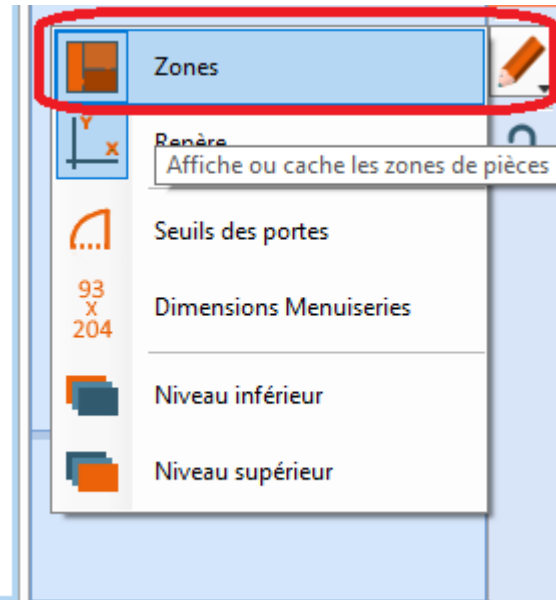 Zones
Y
x
Repère
Affiche ou cache les zones de pièces
Seuils des portes
93
X
204
Dimensions Menuiseries
Niveau inférieur
Niveau supérieur